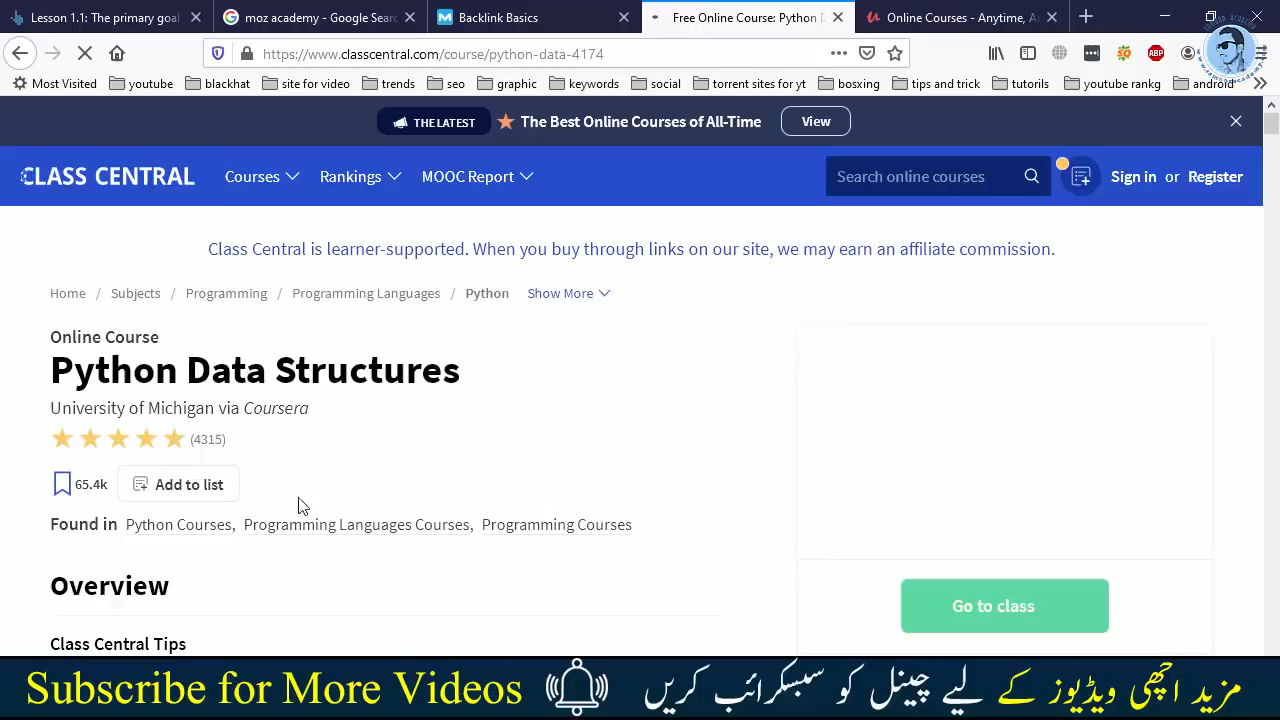 Lesson 1.1: The primary goal
moz academy - Google Sear
Backlink Basics
Free Online Course: Python D
Online Courses - Anytime, A
https://www.classcentral.com/course/python-data-4174
Most Visited
youtube
blackhat
site for video
trends
seo
graphic
keywords
social
torrent sites for yt
bosxing
tips and trick
tutorils
youtube rankg
android
THE LATEST
The Best Online Courses of All-Time
View
CLASS CENTRAL
Courses
Rankings
MOOC Report
Search online courses
Sign in or Register
Class Central is learner-supported. When you buy through links on our site, we may earn an affiliate commission.
Home / Subjects / Programming / Programming Languages / Python Show More
Online Course
Python Data Structures
University of Michigan via Coursera
(4315)
65.4k
Add to list
Found in Python Courses, Programming Languages Courses, Programming Courses
Overview
Go to class
Class Central Tips
Subscribe for More Videos
مزید اچھی ویڈیوز کے لیے چینل کو سبسکرائب کریں